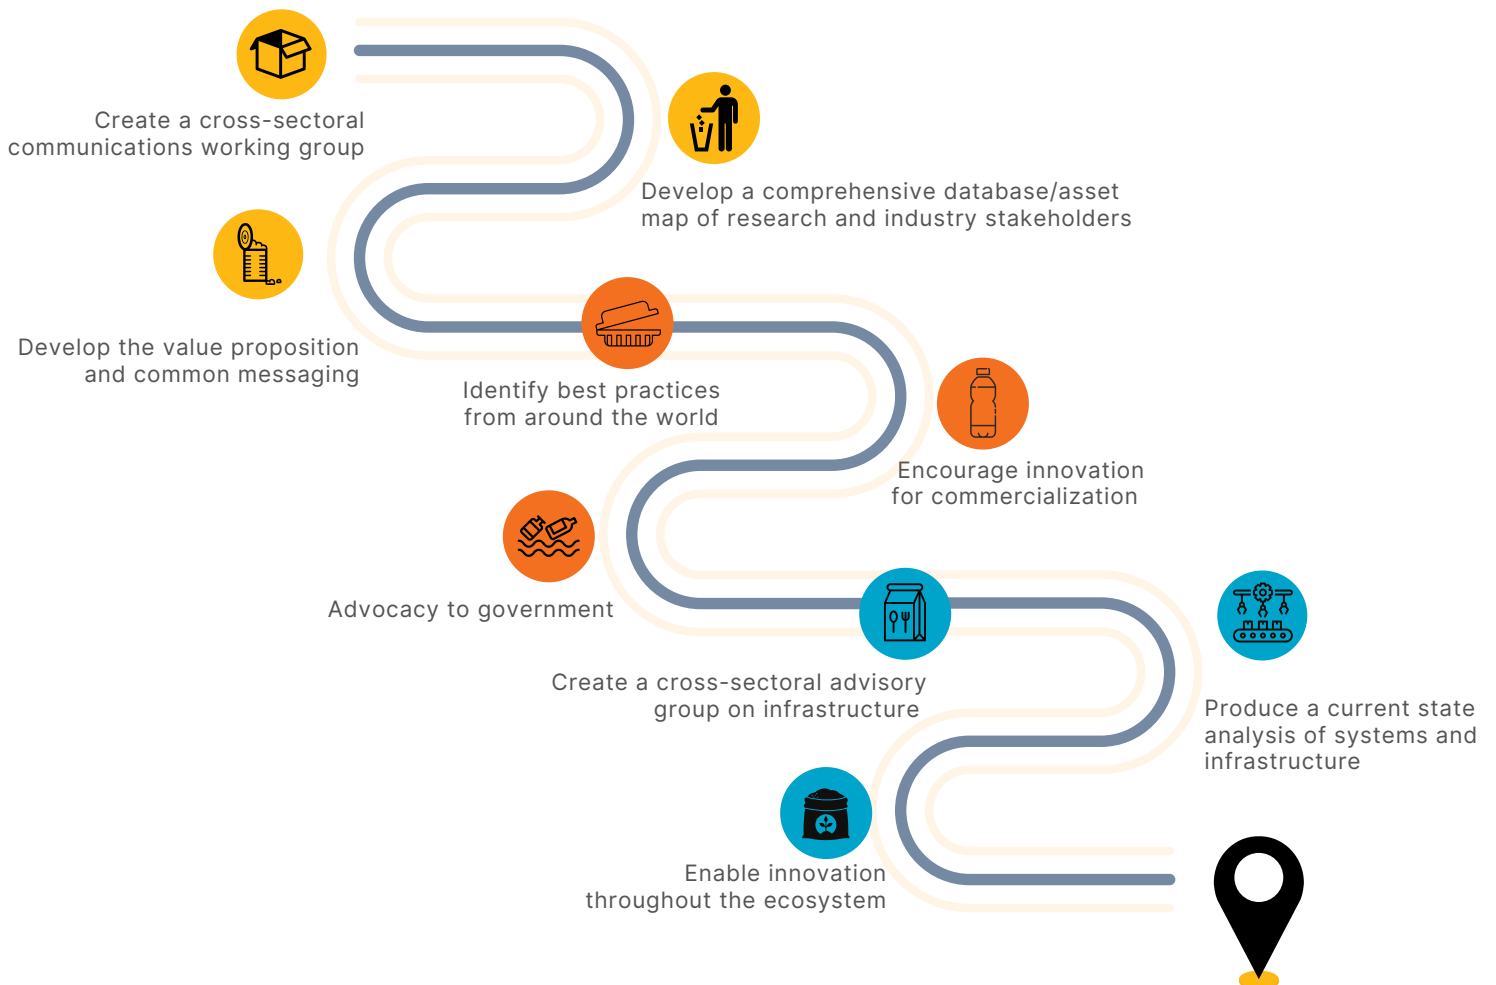 Create a cross-sectoral
communications working group
Develop a comprehensive database/asset
map of research and industry stakeholders
Develop the value proposition
and common messaging
Identify best practices
from around the world
Encourage innovation
for commercialization
Advocacy to government
Create a cross-sectoral advisory
group on infrastructure
Produce a current state
analysis of systems and
infrastructure
Enable innovation
throughout the ecosystem